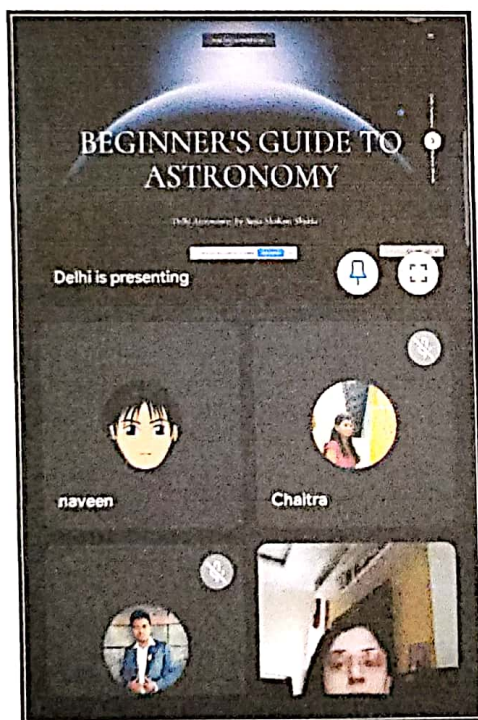 BEGINNER'S GUIDE TO
ASTRONOMY
Delhi is presenting
naveen
Chaitra